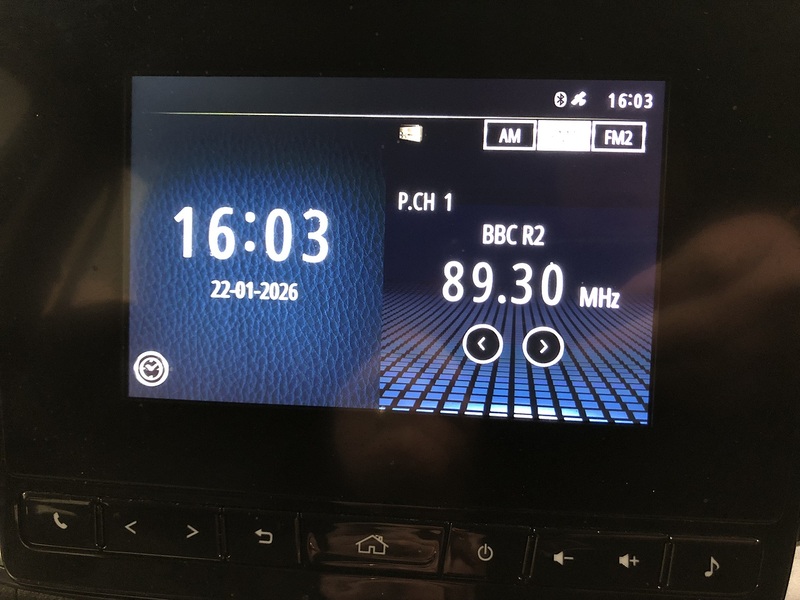 16:03
AM FM2
16:03
22-01-2026
P.CH 1
BBC R2
89.30 MHz